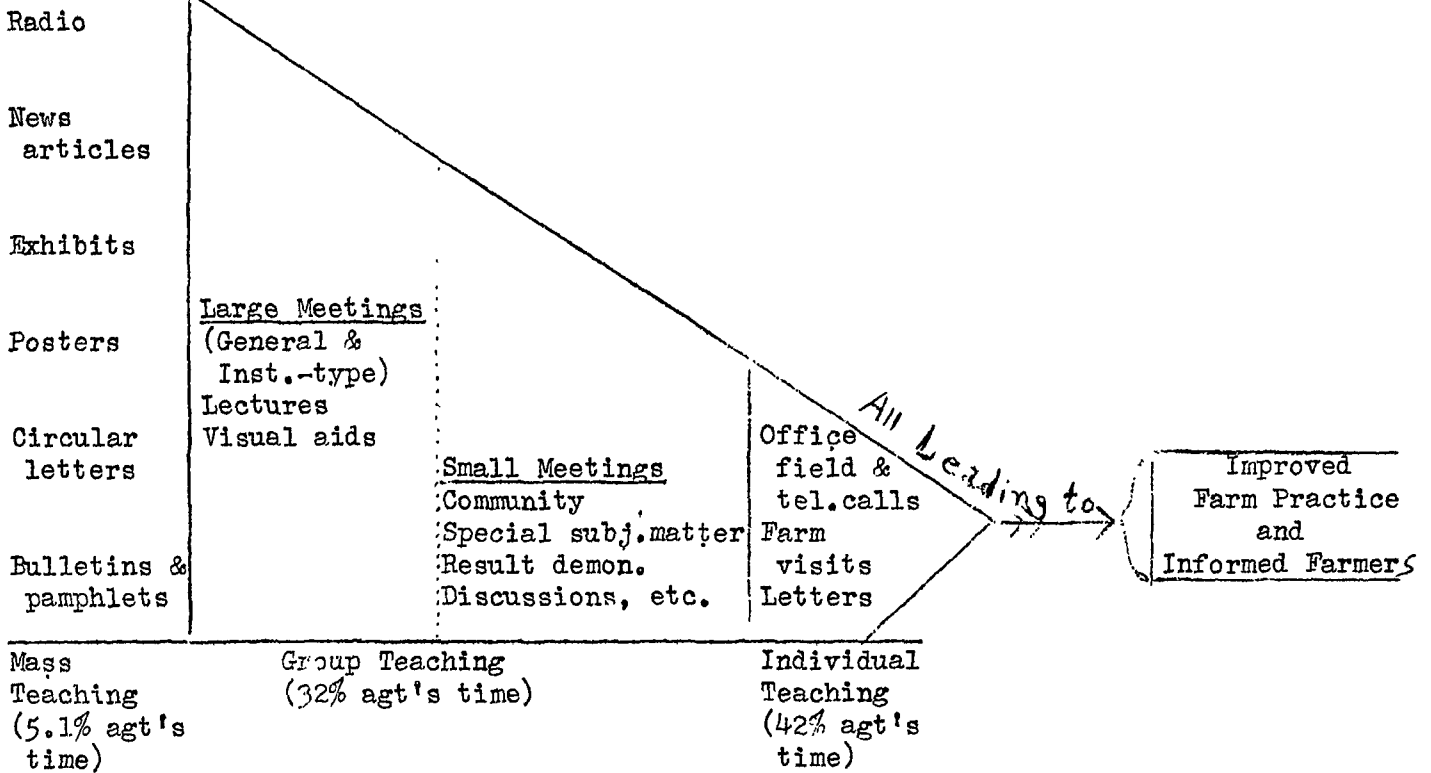 Radio
News
articles
Exhibits
Posters
Circular
letters
Bulletins &
pamphlets
Large Meetings
(General &
Inst.-type)
Lectures
Visual aids
Small Meetings
Community
Special subj.matter
Result demon.
Discussions, etc.
Office
field &
tel.calls
Farm
visits
Letters
All Leading to
Improved
Farm Practice
and
Informed Farmers
Mass
Teaching
(5.1% agt's
time)
Group Teaching
(32% agt's time)
Individual
Teaching
(42% agt's
time)